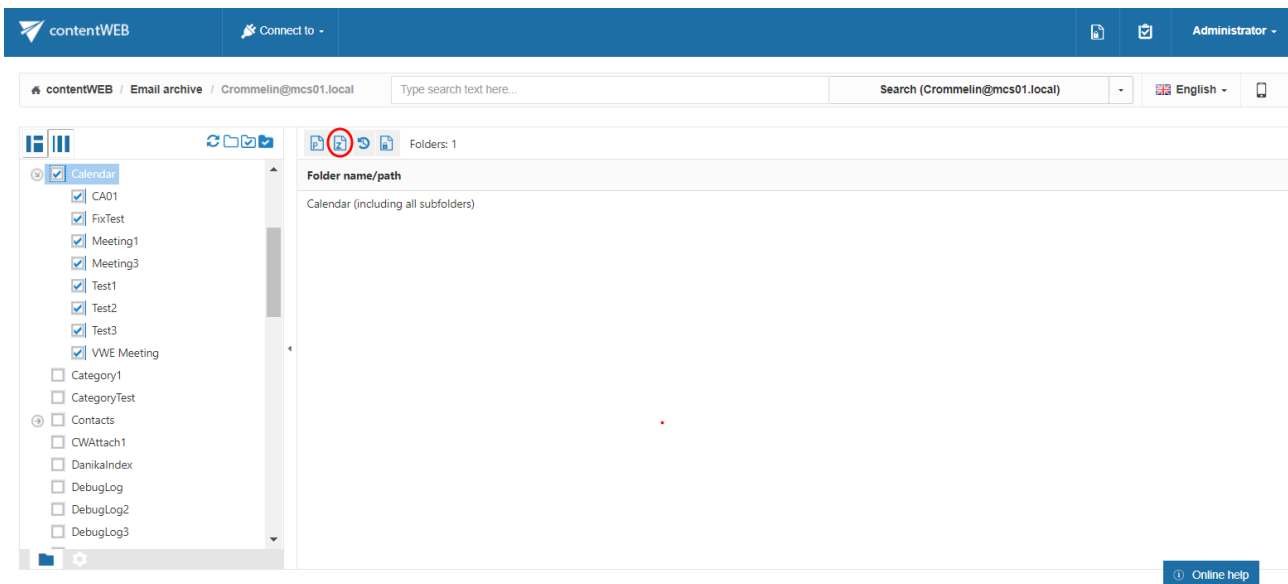 contentWEB Connect to Administrator
contentWEB / Email archive / Crommelin@mcs01.local Type search text here... Search (Crommelin@mcs01.local) English
P Z Folders: 1
Calendar
Folder name/path
CA01
Calendar (including all subfolders)
FixTest
Meeting1
Meeting3
Test1
Test2
Test3
VWE Meeting
Category1
CategoryTest
Contacts
CWAttach1
DanikaIndex
DebugLog
DebugLog2
DebugLog3
Online help